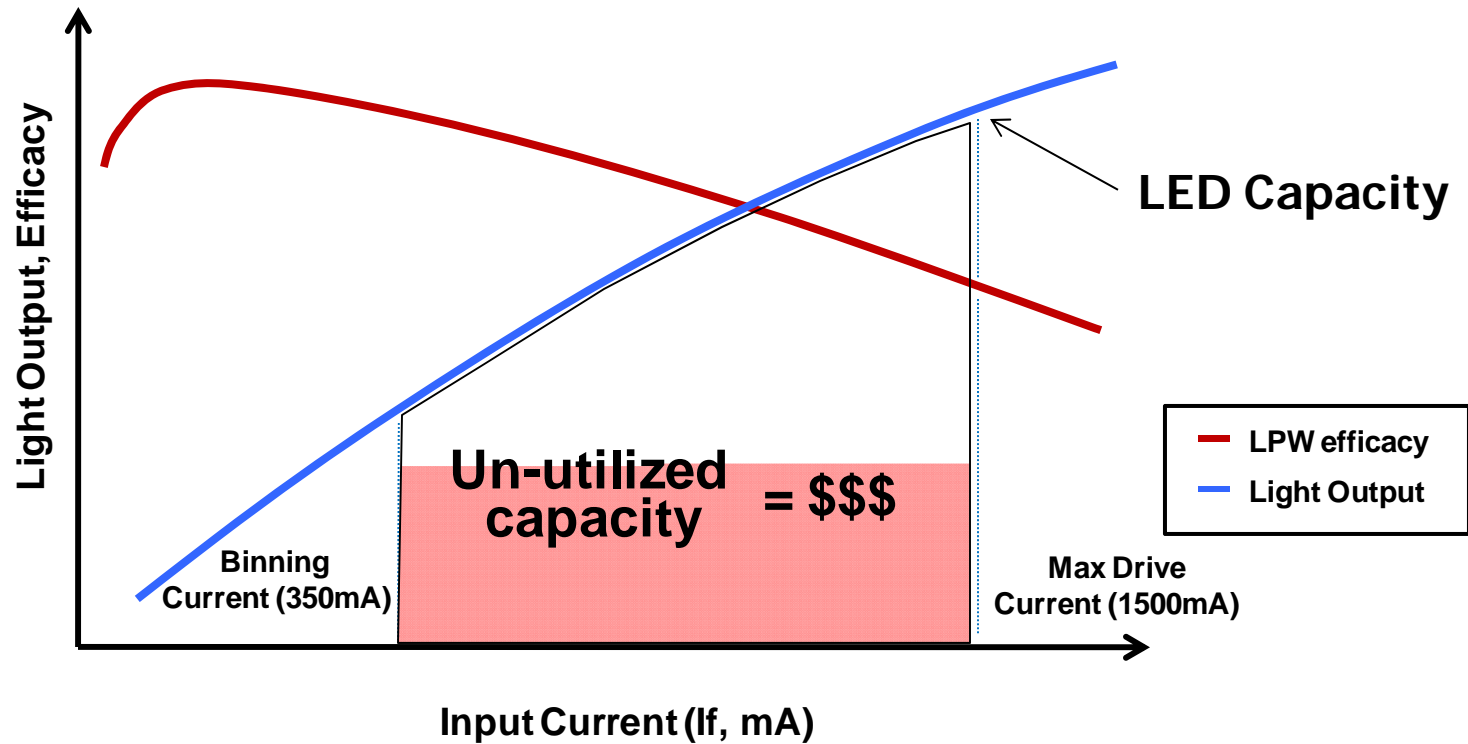 Light Output, Efficacy
LED Capacity
LPW efficacy
Light Output
Un-utilized
capacity
= $$$
Binning
Current (350mA)
Max Drive
Current (1500mA)
Input Current (If, mA)